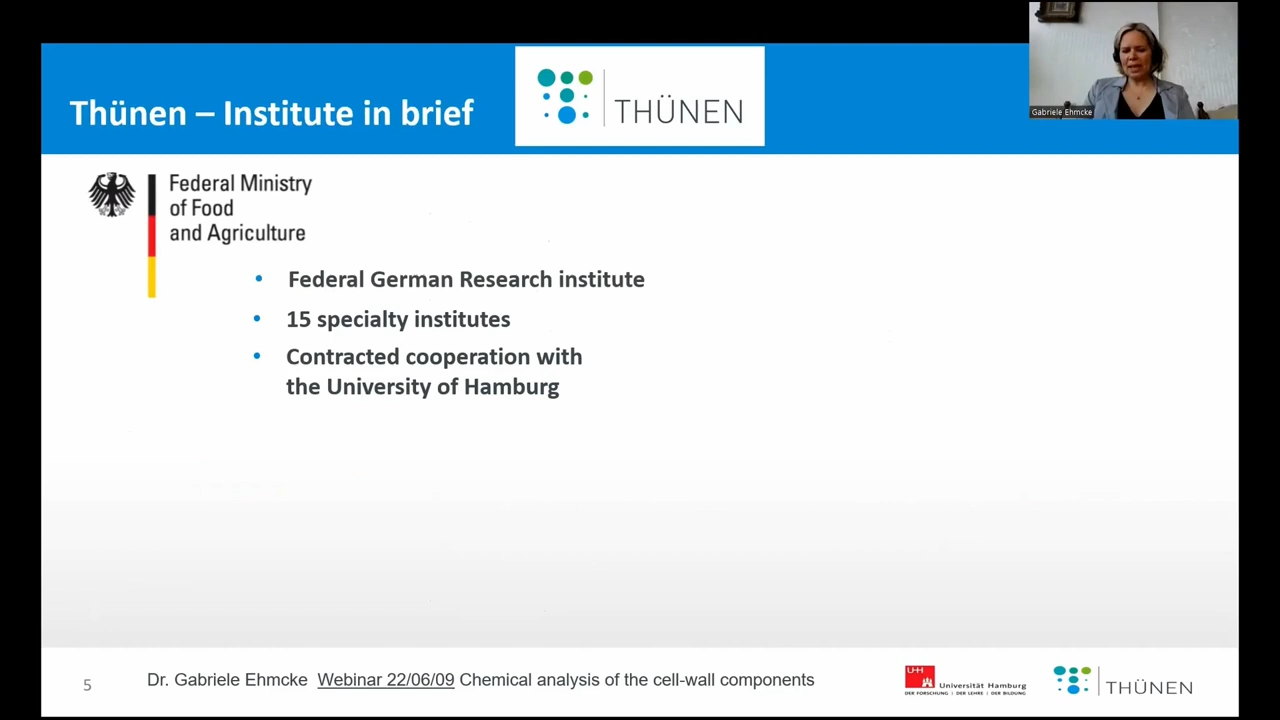 Thünen – Institute in brief
THÜNEN
Gabriele Ehmcke
Federal Ministry
of Food
and Agriculture
• Federal German Research institute
• 15 specialty institutes
• Contracted cooperation with
the University of Hamburg
5
Dr. Gabriele Ehmcke Webinar 22/06/09 Chemical analysis of the cell-wall components
UHH
Universität Hamburg
DER FORSCHUNG | DER LEHRE | DER BILDUNG
THÜNEN